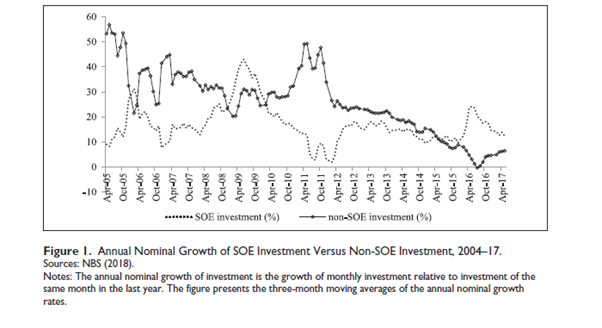 60
50
40
30
20
10
0
-10
Apr-05
Oct-05
Apr-06
Oct-06
Apr-07
Oct-07
Apr-08
Oct-08
Apr-09
Oct-09
Apr-10
Oct-10
Apr-11
Oct-11
Apr-12
Oct-12
Apr-13
Oct-13
Apr-14
Oct-14
Apr-15
Oct-15
Apr-16
Oct-16
Apr-17
SOE investment (%) non-SOE investment (%)
Figure 1. Annual Nominal Growth of SOE Investment Versus Non-SOE Investment, 2004–17.
Sources: NBS (2018).
Notes: The annual nominal growth of investment is the growth of monthly investment relative to investment of the
same month in the last year. The figure presents the three-month moving averages of the annual nominal growth
rates.